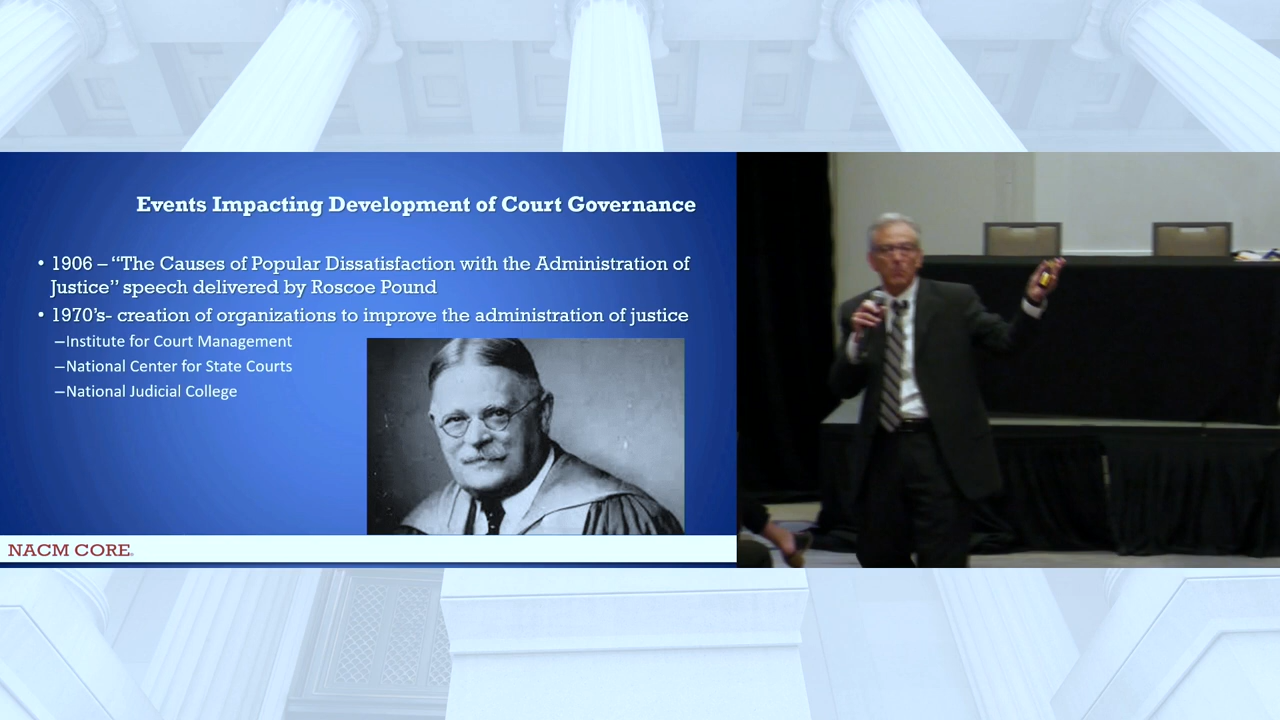 Events Impacting Development of Court Governance
• 1906 – “The Causes of Popular Dissatisfaction with the Administration of
Justice” speech delivered by Roscoe Pound
• 1970’s- creation of organizations to improve the administration of justice
–Institute for Court Management
–National Center for State Courts
–National Judicial College
NACM CORE